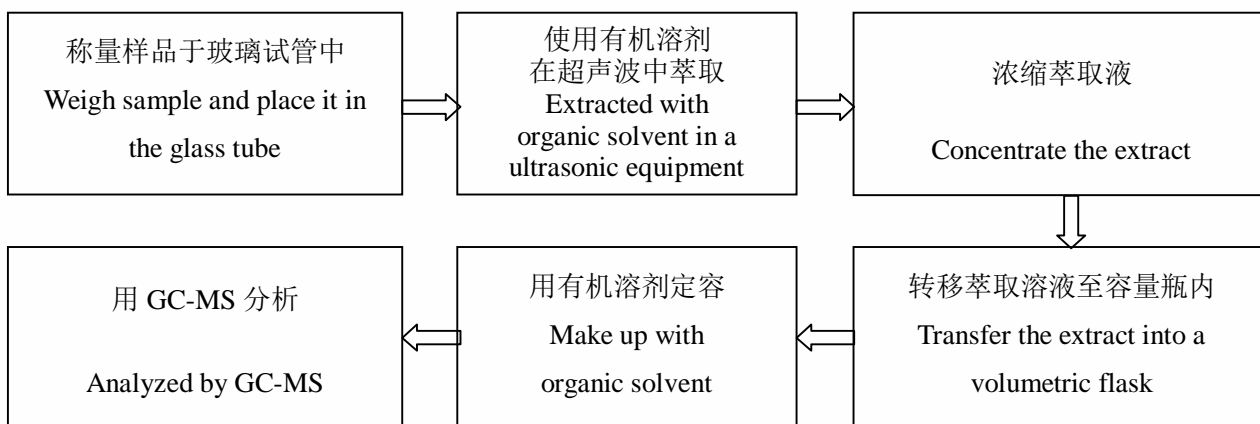 称量样品于玻璃试管中
Weigh sample and place it in
the glass tube
使用有机溶剂
在超声波中萃取
Extracted with
organic solvent in a
ultrasonic equipment
浓缩萃取液
Concentrate the extract
转移萃取溶液至容量瓶内
Transfer the extract into a
volumetric flask
用有机溶剂定容
Make up with
organic solvent
用 GC-MS 分析
Analyzed by GC-MS